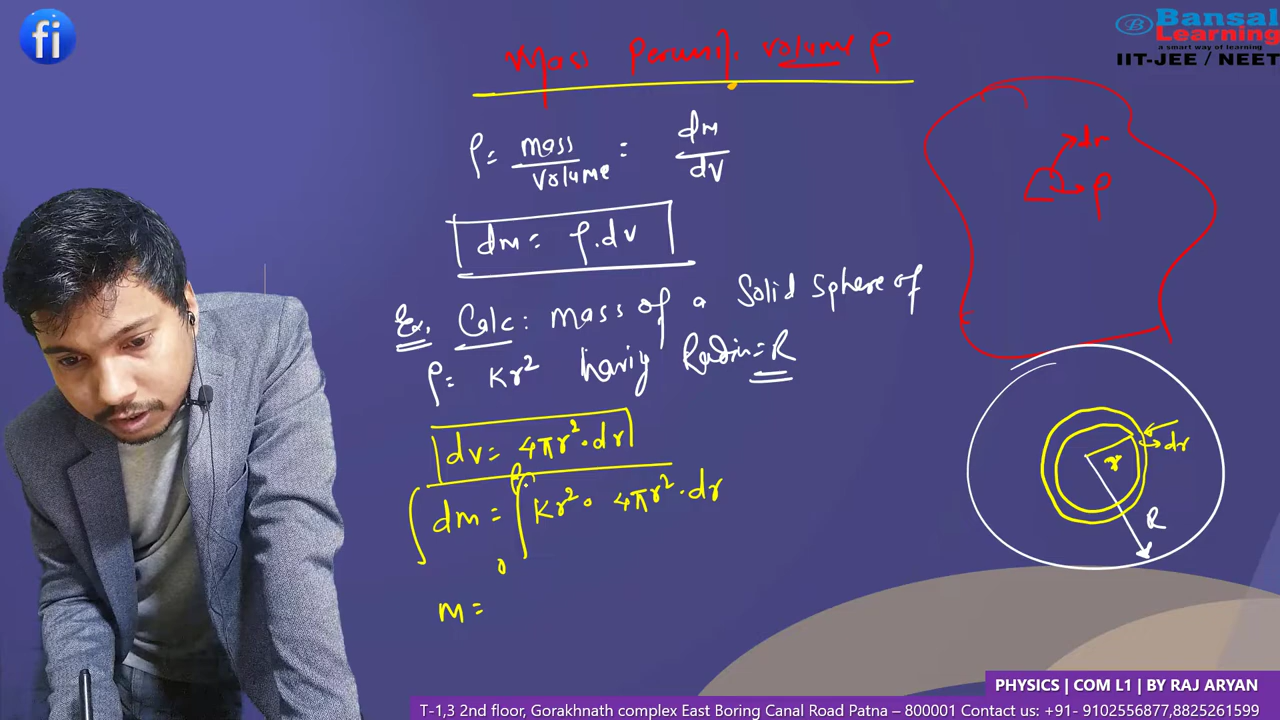 fi
Bansal
Learning
a smart way of learning
IIT-JEE / NEET
Mass Per unit volume ρ
ρ = mass / volume = dm / dv
dm = ρ.dv
Ex. Calc: mass of a Solid Sphere of
ρ = Kr² having Radius = R
dv = 4πr²·dr
∫ dm = ∫ Kr² · 4πr²·dr
0
M =
dr
ρ
r
dr
R
PHYSICS | COM L1 | BY RAJ ARYAN
T-1,3 2nd floor, Gorakhnath complex East Boring Canal Road Patna – 800001 Contact us: +91- 9102556877,8825261599